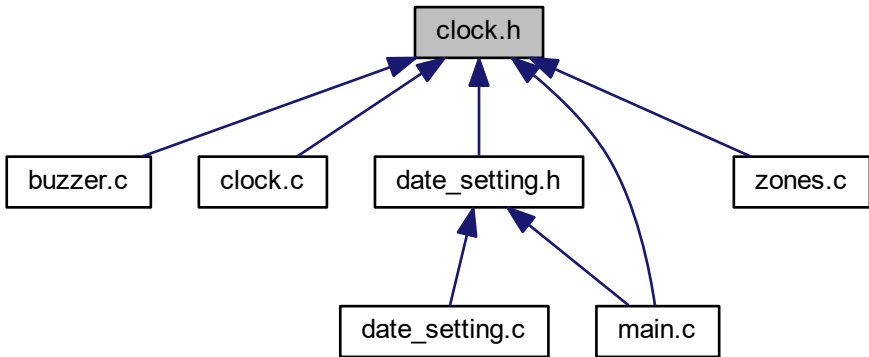 clock.h
buzzer.c
clock.c
date_setting.h
zones.c
date_setting.c
main.c